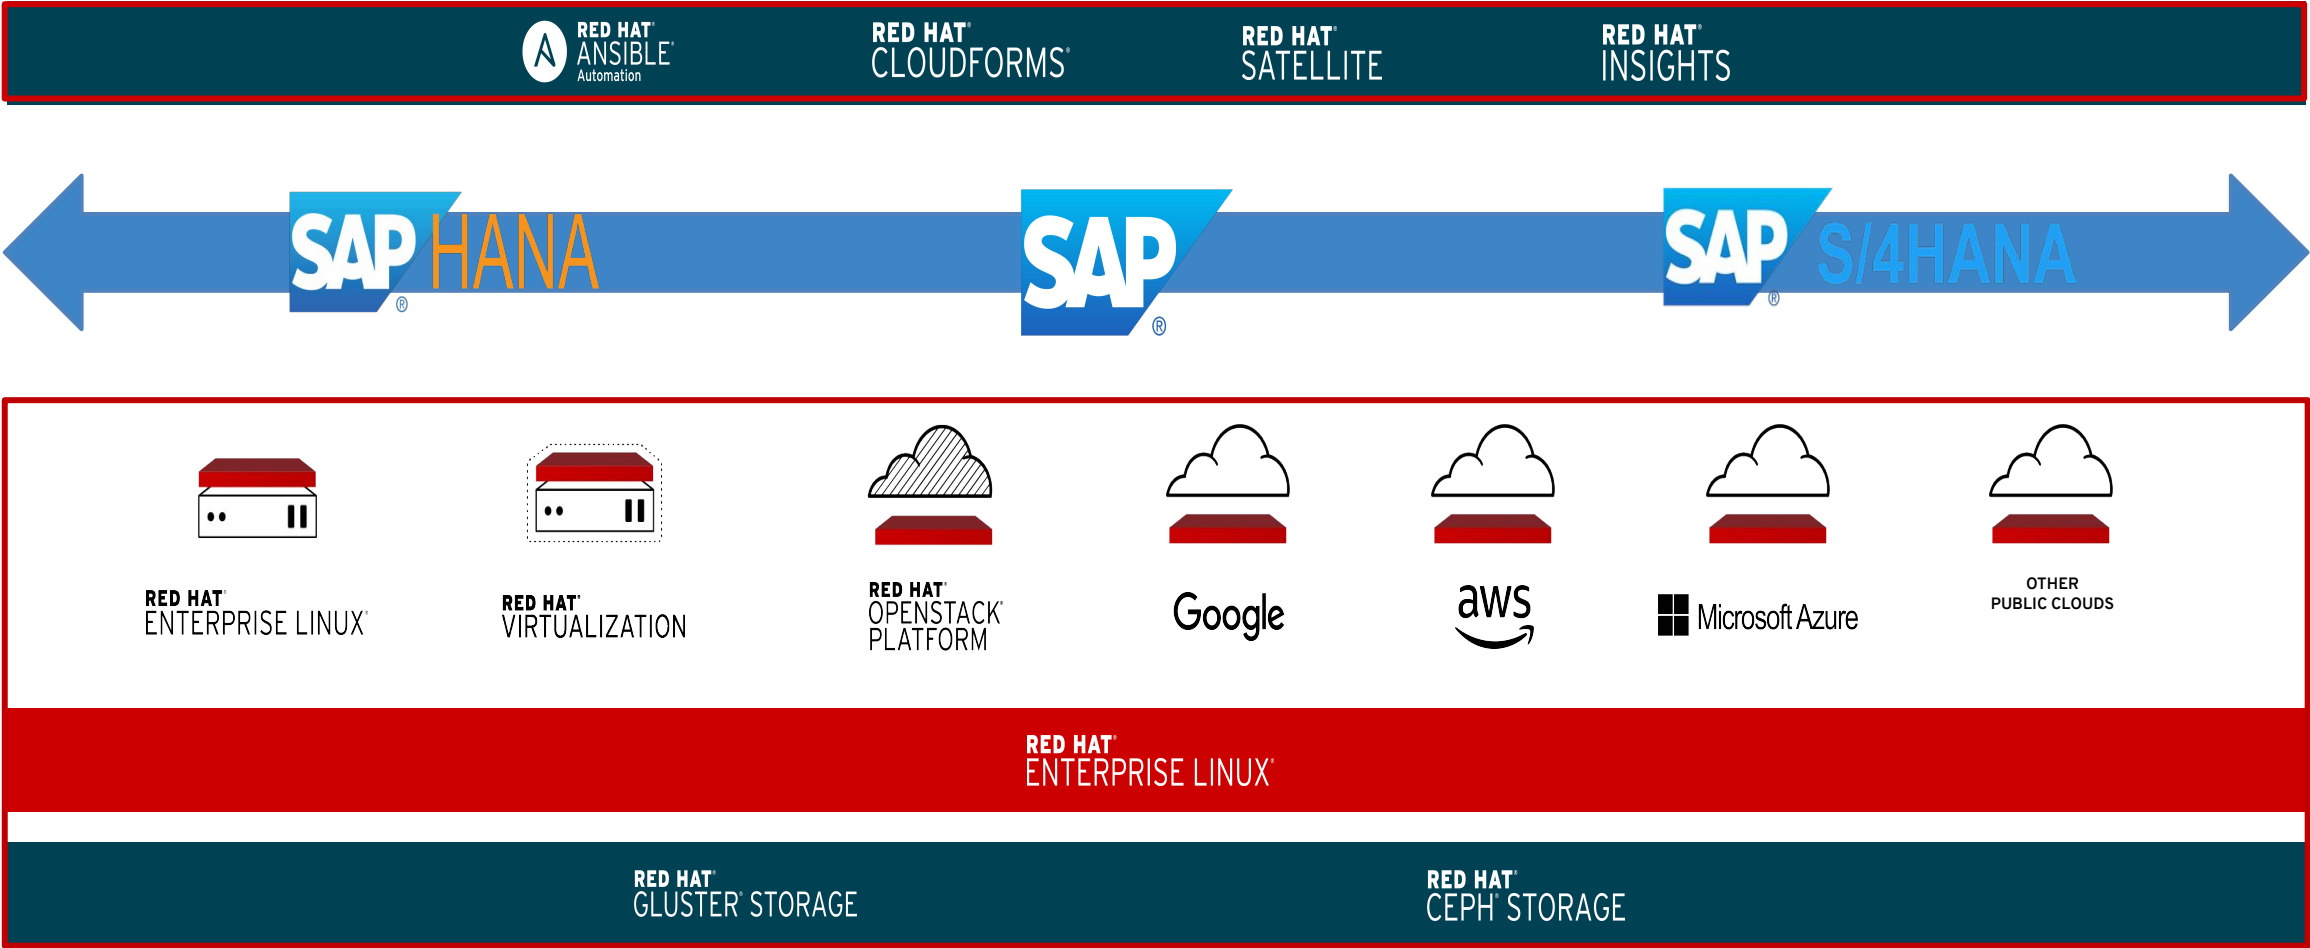 RED HAT®
ANSIBLE®
Automation
RED HAT®
CLOUDFORMS®
RED HAT®
SATELLITE
RED HAT®
INSIGHTS
SAP® HANA
SAP®
SAP® S/4HANA
RED HAT®
ENTERPRISE LINUX®
RED HAT®
VIRTUALIZATION
RED HAT®
OPENSTACK®
PLATFORM
Google
aws
Microsoft Azure
OTHER
PUBLIC CLOUDS
RED HAT®
ENTERPRISE LINUX®
RED HAT®
GLUSTER® STORAGE
RED HAT®
CEPH® STORAGE